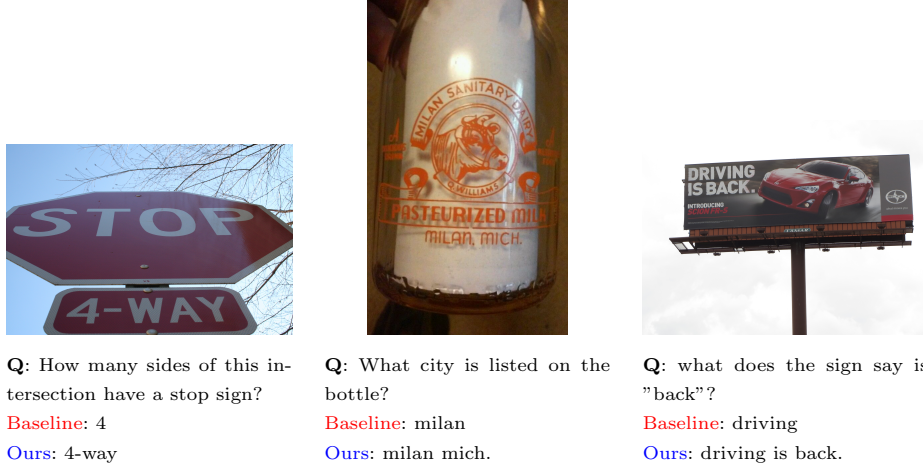 STOP
4-WAY
MILAN SANITARY DAIRY
O. WILLIAMS
PASTEURIZED MILK
MILAN, MICH.
DRIVING
IS BACK.
INTRODUCING
SCION FR-S
Q: How many sides of this in-
tersection have a stop sign?
Baseline: 4
Ours: 4-way
Q: What city is listed on the
bottle?
Baseline: milan
Ours: milan mich.
Q: what does the sign say is
"back"?
Baseline: driving
Ours: driving is back.